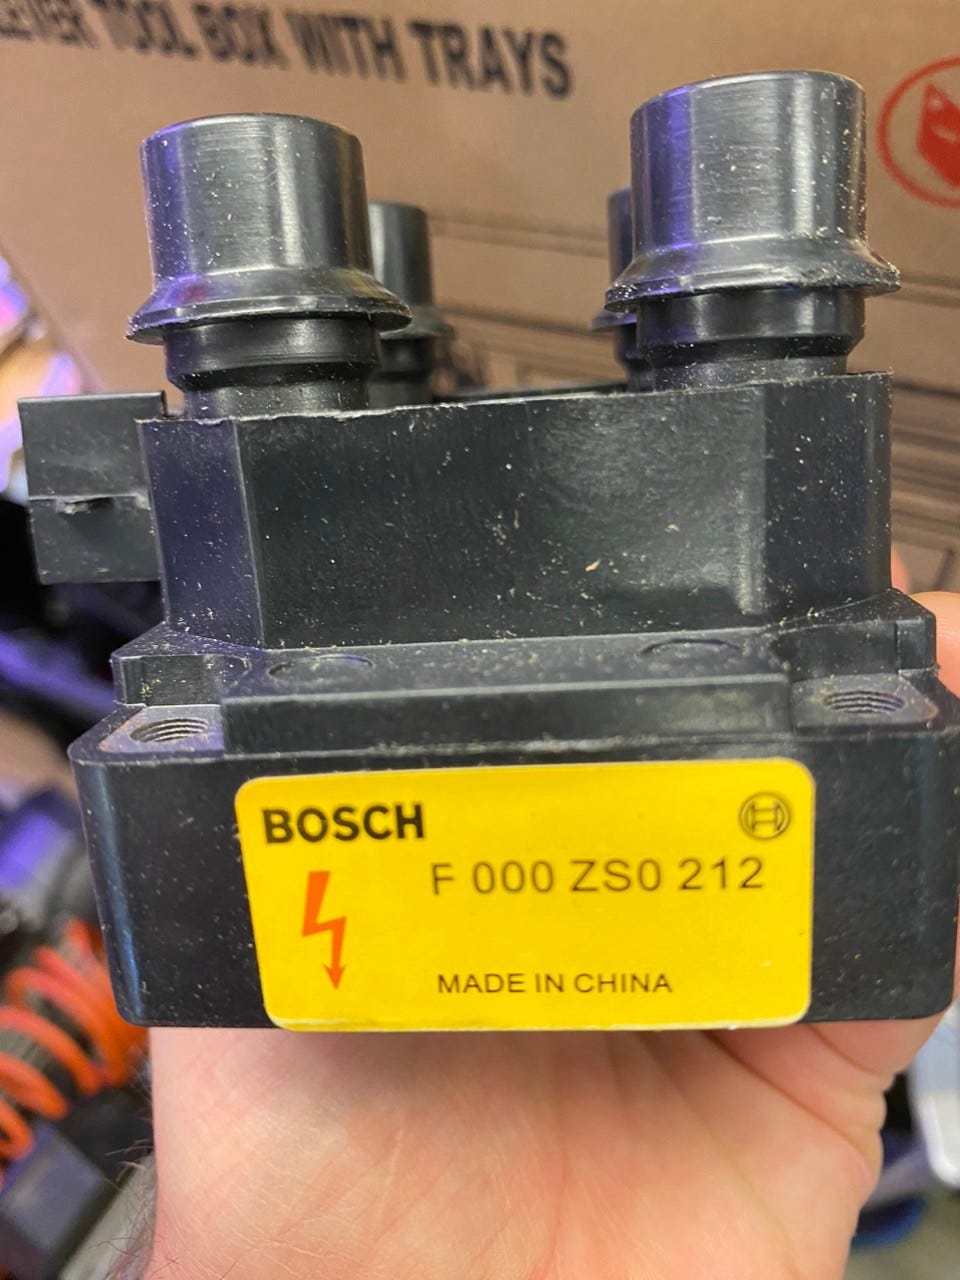 TOOL BOX WITH TRAYS
BOSCH
F 000 ZS0 212
MADE IN CHINA